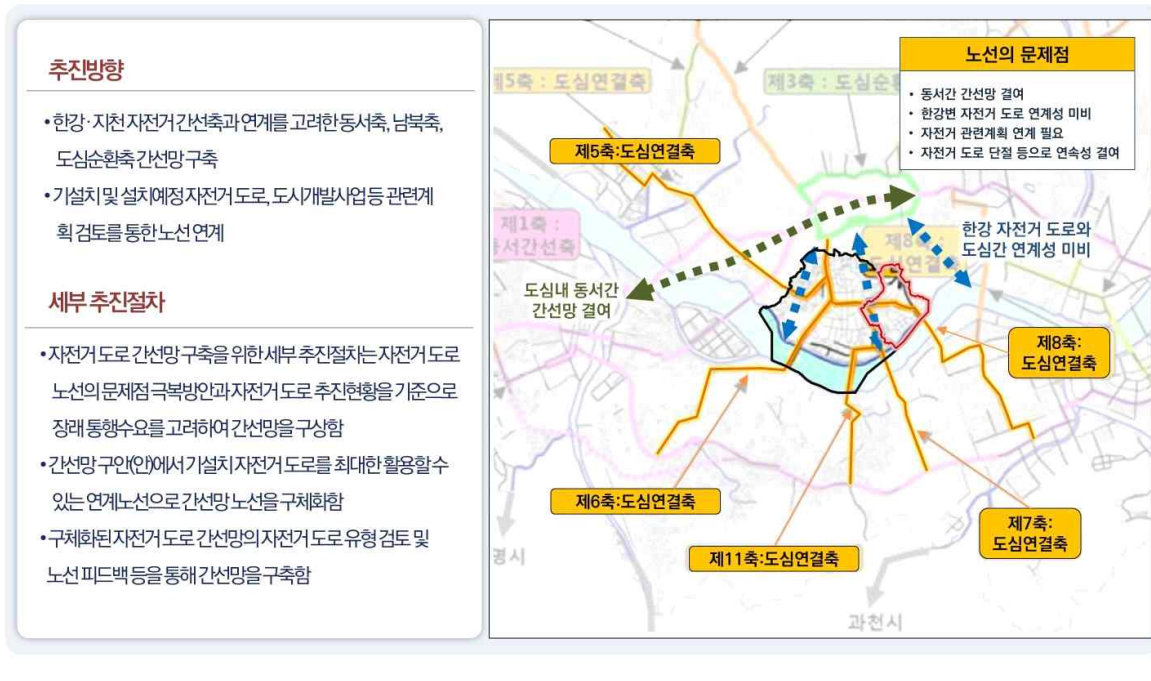 추진방향
• 한강·지천 자전거 간선축과 연계를 고려한 동서축, 남북축,
도심순환축 간선망 구축
• 기설치 및 설치예정 자전거 도로, 도시개발사업 등 관련계
획 검토를 통한 노선 연계
세부 추진절차
• 자전거 도로 간선망 구축을 위한 세부 추진절차는 자전거 도로
노선의 문제점 극복방안과 자전거 도로 추진현황을 기준으로
장래 통행수요를 고려하여 간선망을 구상함
• 간선망 구안(안)에서 기설치 자전거 도로를 최대한 활용할 수
있는 연계노선으로 간선망 노선을 구체화함
• 구체화된 자전거 도로 간선망의 자전거 도로 유형 검토 및
노선 피드백 등을 통해 간선망을 구축함
노선의 문제점
• 동서간 간선망 결여
• 한강변 자전거 도로 연계성 미비
• 자전거 관련계획 연계 필요
• 자전거 도로 단절 등으로 연속성 결여
제5축 : 도심연결축
제3축 : 도심순환
제5축:도심연결축
제1축 :
동서간선축
제8축 :
도심연결축
한강 자전거 도로와
도심간 연계성 미비
도심내 동서간
간선망 결여
제8축:
도심연결축
제6축:도심연결축
제7축:
도심연결축
제11축:도심연결축
명시
과천시